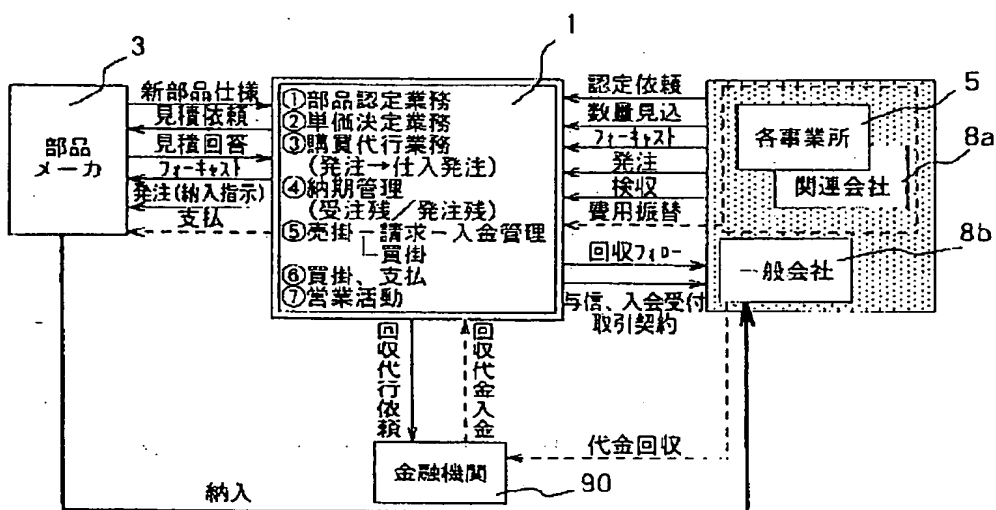 3
1
5
8a
8b
部品
メーカ
新部品仕様
見積依頼
見積回答
フォーキャスト
発注(納入指示)
支払
①部品認定業務
②単価決定業務
③購買代行業務
(発注→仕入発注)
④納期管理
(受注残/発注残)
⑤売掛ー請求ー入金管理
└買掛
⑥買掛、支払
⑦営業活動
認定依頼
数量見込
フォーキャスト
発注
検収
費用振替
回収フォロー
与信、入会受付
取引契約
各事業所
関連会社
一般会社
回収代行依頼
回収代金入金
代金回収
金融機関
90
納入